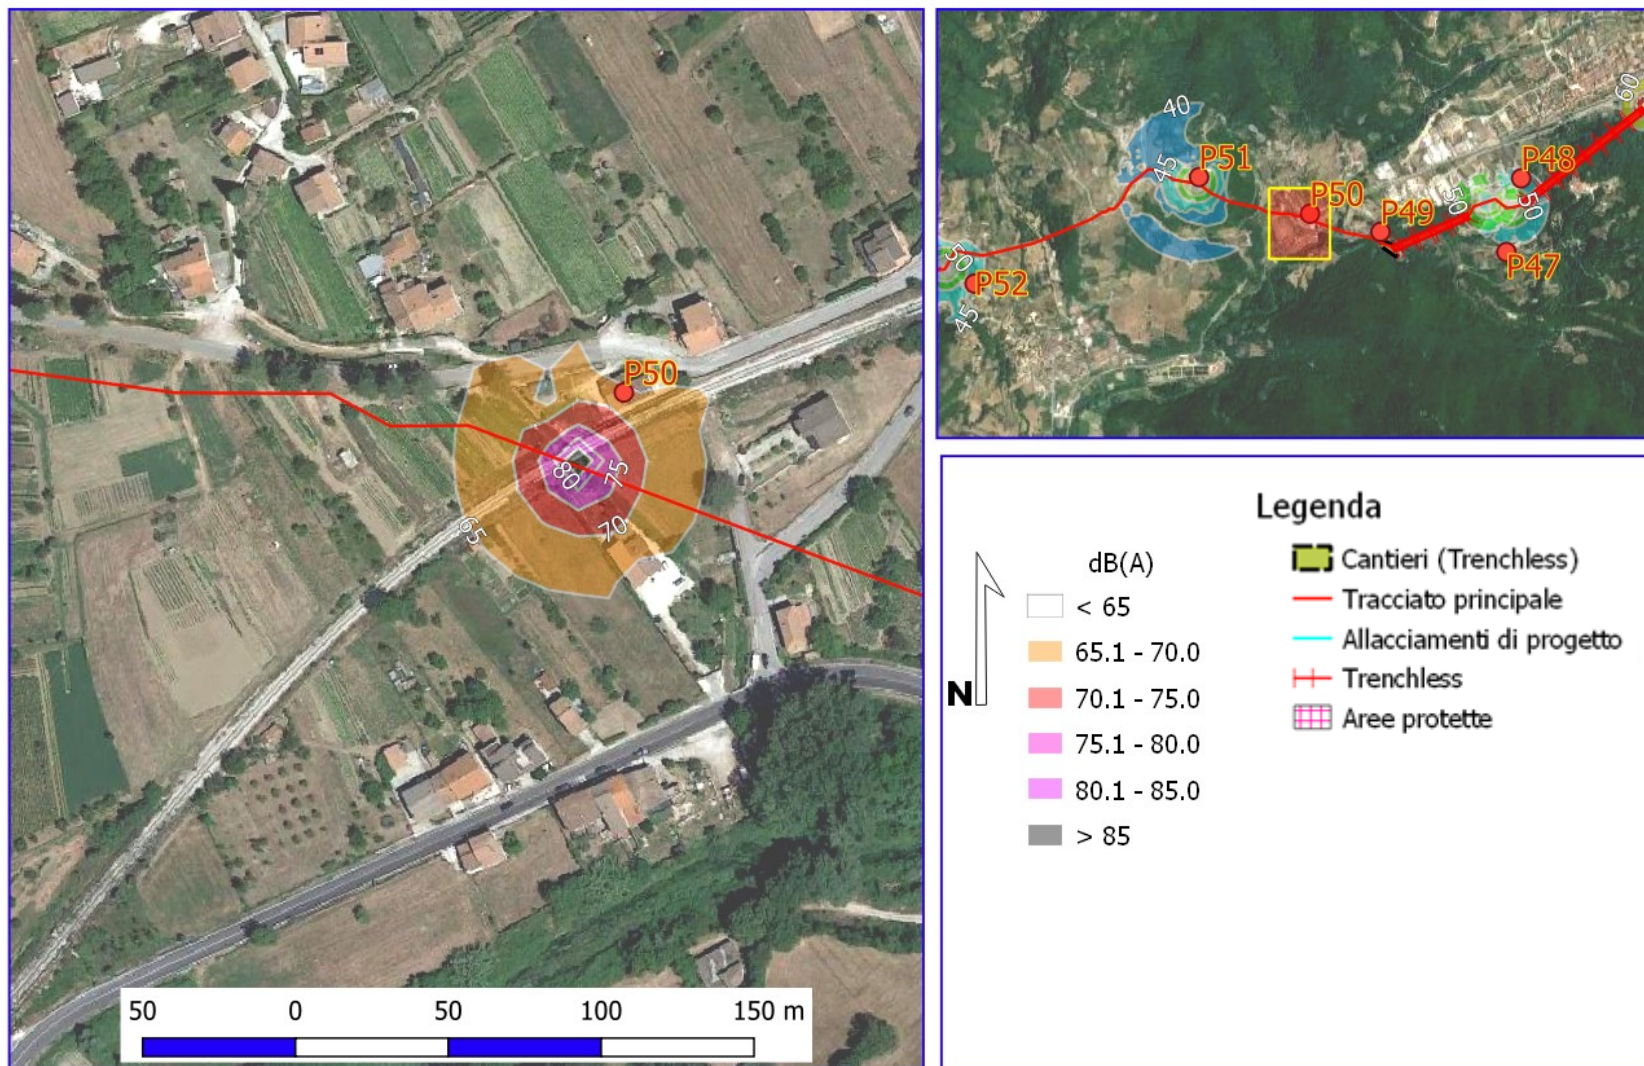 P50
80
75
70
65
50 0 50 100 150 m
40
45
P51
P50
P49
50
P48
50
P47
60
50
P52
45
Legenda
dB(A)
< 65
65.1 - 70.0
70.1 - 75.0
75.1 - 80.0
80.1 - 85.0
> 85
N
Cantieri (Trenchless)
Tracciato principale
Allacciamenti di progetto
Trenchless
Aree protette